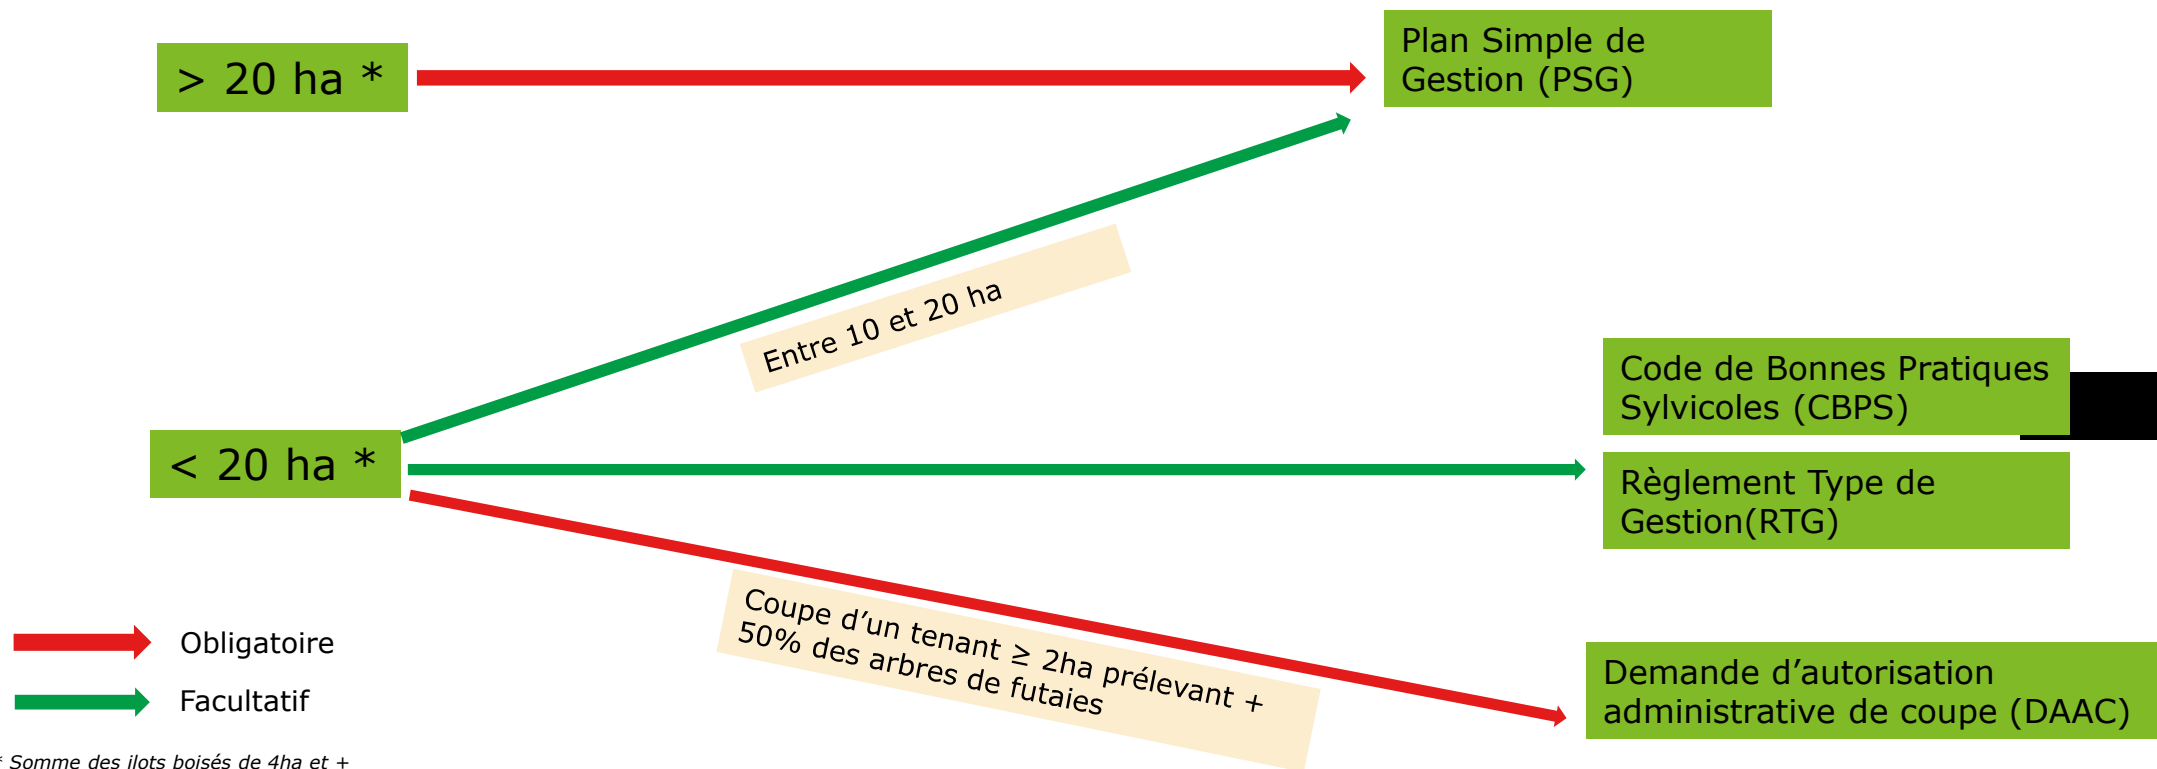 > 20 ha *
Plan Simple de
Gestion (PSG)
Entre 10 et 20 ha
< 20 ha *
Code de Bonnes Pratiques
Sylvicoles (CBPS)
Règlement Type de
Gestion(RTG)
Coupe d’un tenant ≥ 2ha prélevant +
50% des arbres de futaies
Demande d’autorisation
administrative de coupe (DAAC)
Obligatoire
Facultatif
* Somme des ilots boisés de 4ha et +